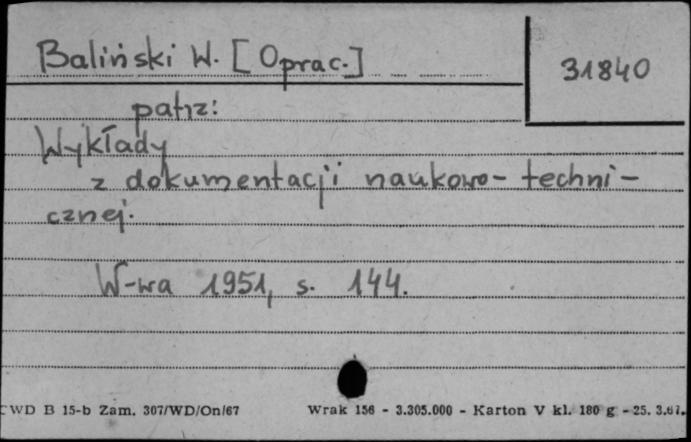 Baliński W. [Oprac.]
31840
patrz:
Wykłady
z dokumentacji naukowo-techni-
cznej.
W-wa 1951, s. 144.
CWD B 15-b Zam. 307/WD/On/67
Wrak 156 - 3.305.000 - Karton V kl. 180 g - 25. 3.67.